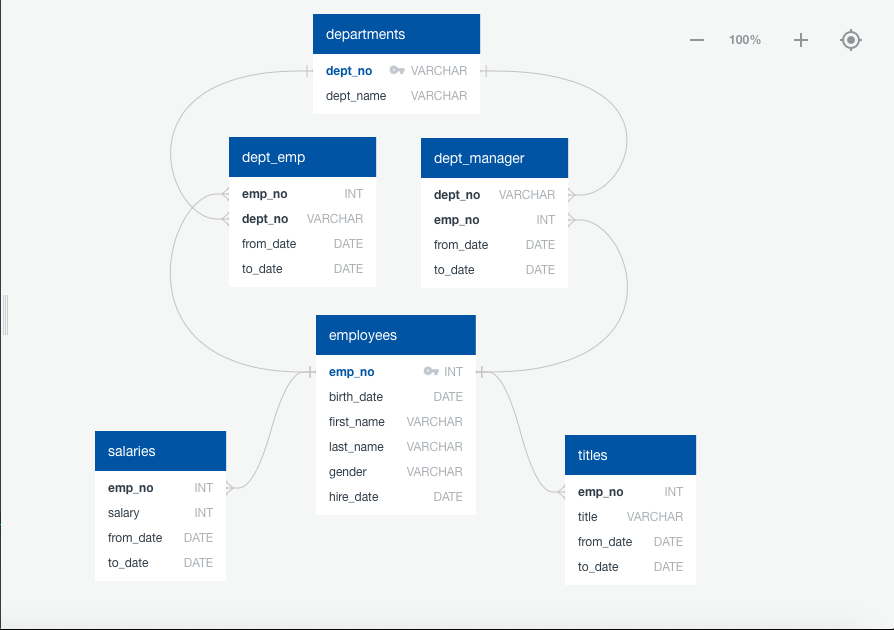 departments
100%
dept_no VARCHAR
dept_name VARCHAR
dept_emp
emp_no INT
dept_no VARCHAR
from_date DATE
to_date DATE
dept_manager
dept_no VARCHAR
emp_no INT
from_date DATE
to_date DATE
employees
emp_no INT
birth_date DATE
first_name VARCHAR
last_name VARCHAR
gender VARCHAR
hire_date DATE
salaries
emp_no INT
salary INT
from_date DATE
to_date DATE
titles
emp_no INT
title VARCHAR
from_date DATE
to_date DATE